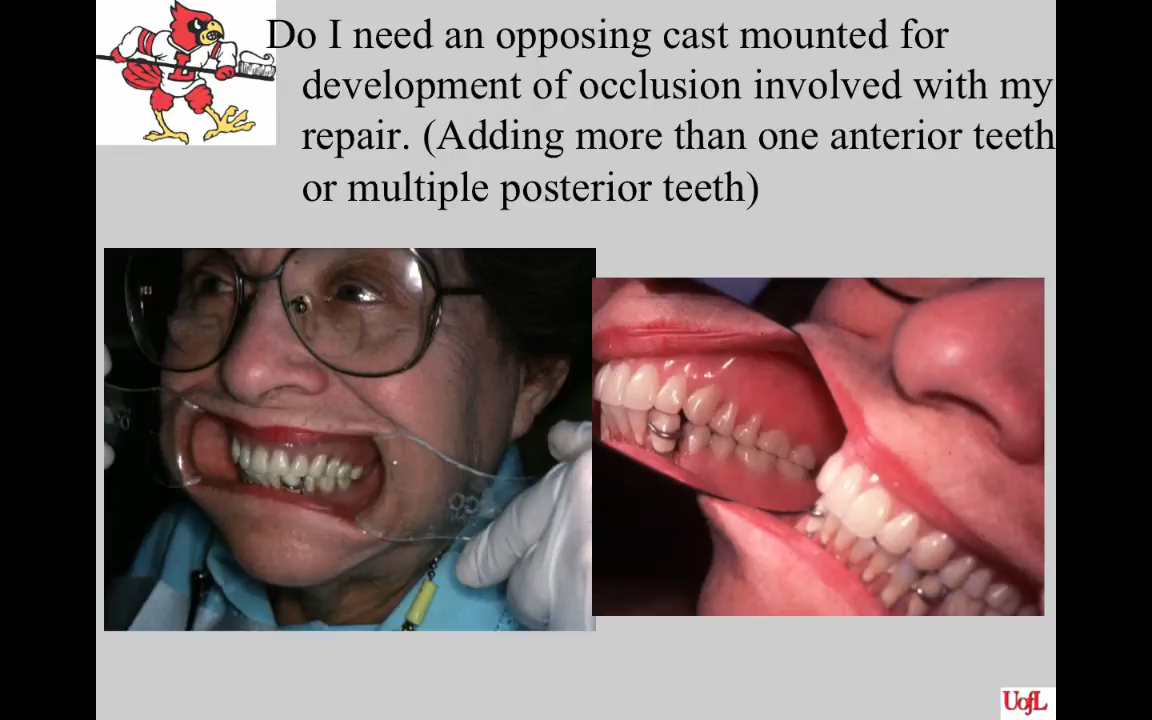 Do I need an opposing cast mounted for
development of occlusion involved with my
repair. (Adding more than one anterior teeth
or multiple posterior teeth)
L
UofL